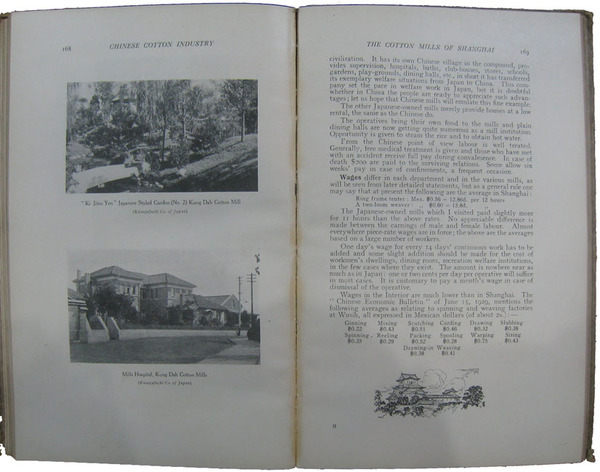 168 CHINESE COTTON INDUSTRY
"Ki Jitsu Yen" Japanese Styled Garden (No. 2) Kung Dah Cotton Mill
(Kanegafuchi Co. of Japan)
Mills Hospital, Kung Dah Cotton Mills
(Kanegafuchi Co. of Japan)
THE COTTON MILLS OF SHANGHAI 169
civilization. It has its own Chinese village in the compound, pro-
vides supervision, hospitals, baths, club-houses, stores, schools,
gardens, play-grounds, dining halls, etc., in short it has transferred
its exemplary welfare situations from Japan to China. This com-
pany set the pace in welfare work in Japan, but it is doubtful
whether in China the people are ready to appreciate such advan-
tages; let us hope that Chinese mills will emulate this fine example.
The other Japanese-owned mills merely provide houses at a low
rental, the same as the Chinese do.
The operatives bring their own food to the mills and plain
dining halls are now getting quite numerous as a mill institution.
Opportunity is given to steam the rice and to obtain hot water.
From the Chinese point of view labour is well treated.
Generally, free medical treatment is given and those who have met
with an accident receive full pay during convalescence. In case of
death $200 are paid to the surviving relations. Some allow six
weeks' pay in case of confinements, a frequent occasion.
Wages differ in each department and in the various mills, as
will be seen from later detailed statements, but as a general rule one
may say that at present the following are the average in Shanghai:
Ring frame tenter: Mex. $0.56 = 12.86d. per 12 hours
A two-loom weaver: ,, $0.60 =
The Japanese-owned mills which I visited paid slightly more
for 11 hours than the above rates. No appreciable difference is
made between the earnings of male and female labour. Almost
everywhere piece-rate wages are in force; the above are the averages
based on a large number of workers.
One day's wage for every 14 days' continuous work has to be
added and some slight addition should be made for the cost of
workmen's dwellings, dining rooms, recreation welfare institutions,
in the few cases where they exist. The amount is nowhere near as
much as in Japan: one or two cents per day per operative will suffice
in most cases. It is customary to pay a month's wage in case of
dismissal of the operative.
Wages in the Interior are much lower than in Shanghai. The
"Chinese Economic Bulletin" of June 15, 1929, mentions the
following averages as relating to spinning and weaving factories
at Wusih, all expressed in Mexican dollars (of about 2s.):—
Ginning Mixing Scutching Carding Drawing Slubbing
$0.22 $0.43 $0.51 $0.46 $0.32 $0.38
Spinning Reeling Packing Spooling Warping Sizing
$0.35 $0.29 $0.52 $0.28 $0.75 $0.43
Drawing-in Weaving
$0.38 $0.41